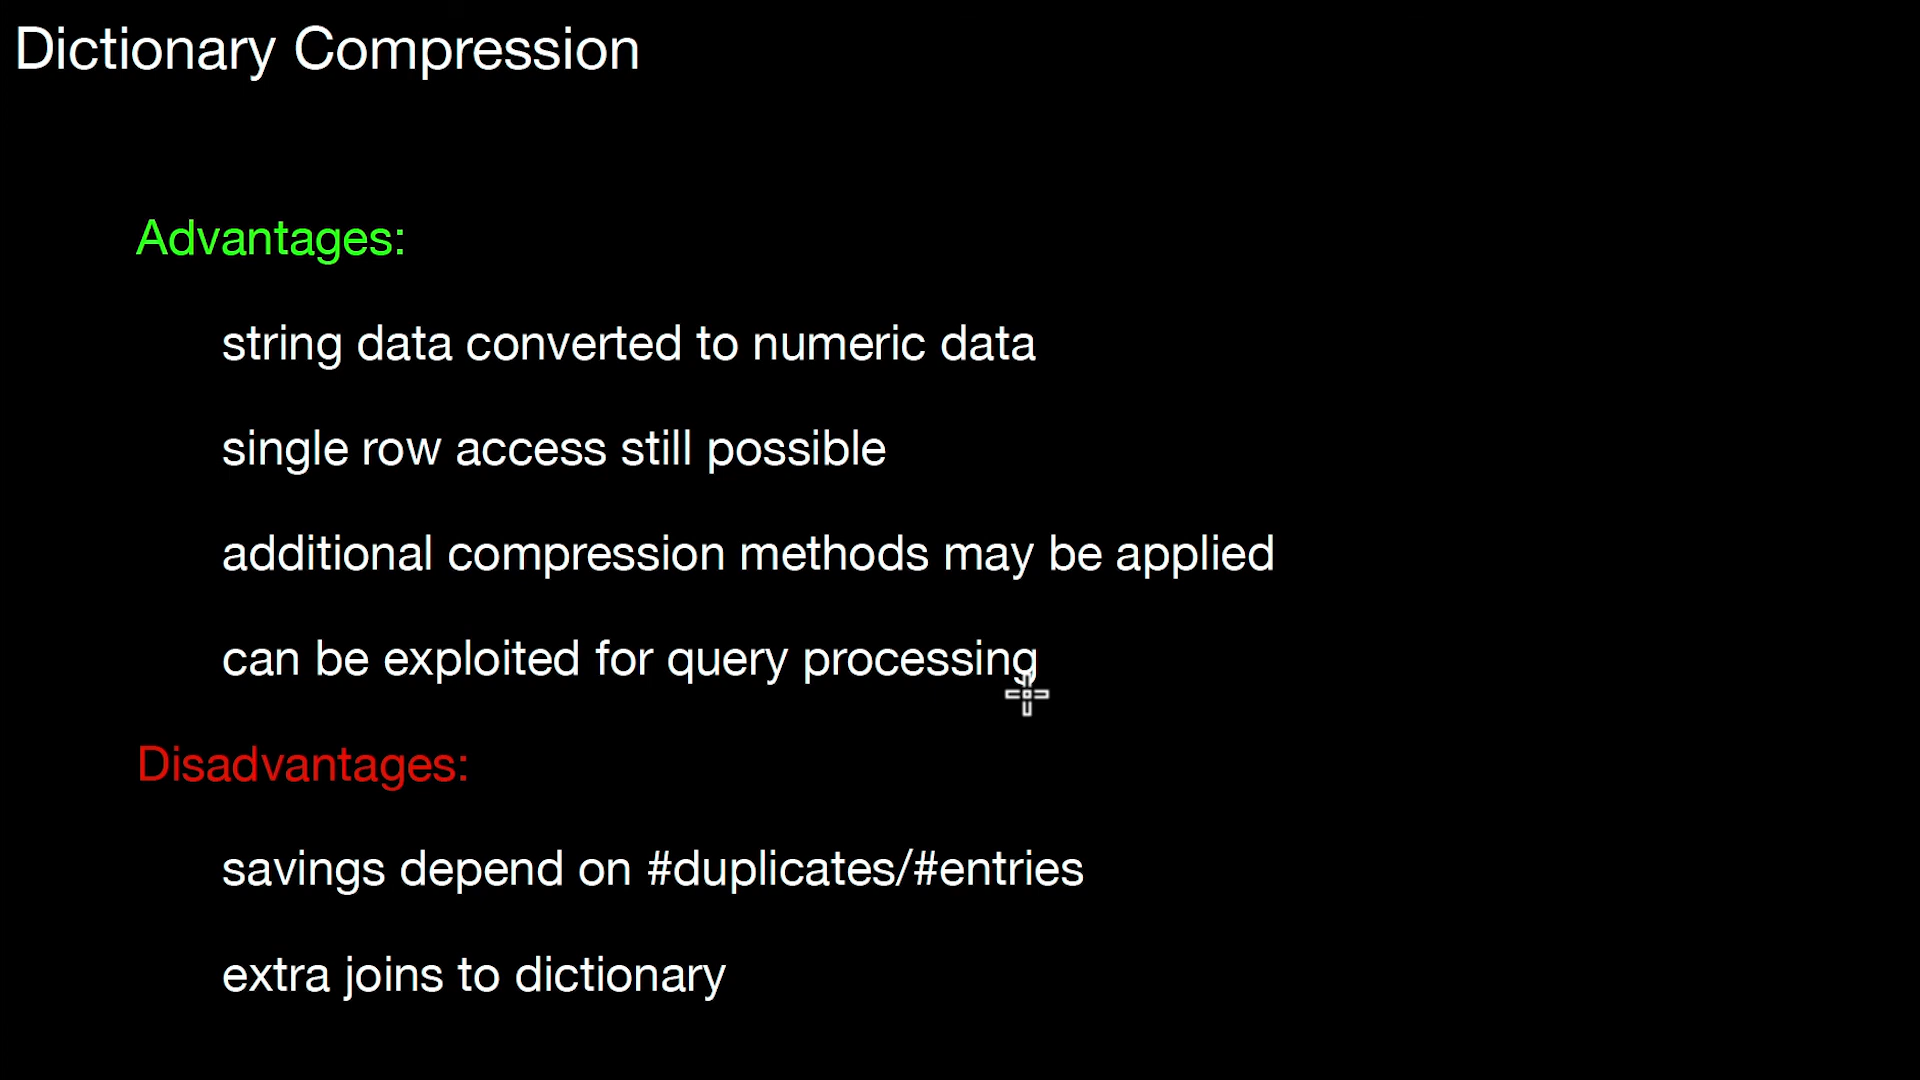 Dictionary Compression
Advantages:
string data converted to numeric data
single row access still possible
additional compression methods may be applied
can be exploited for query processing
Disadvantages:
savings depend on #duplicates/#entries
extra joins to dictionary